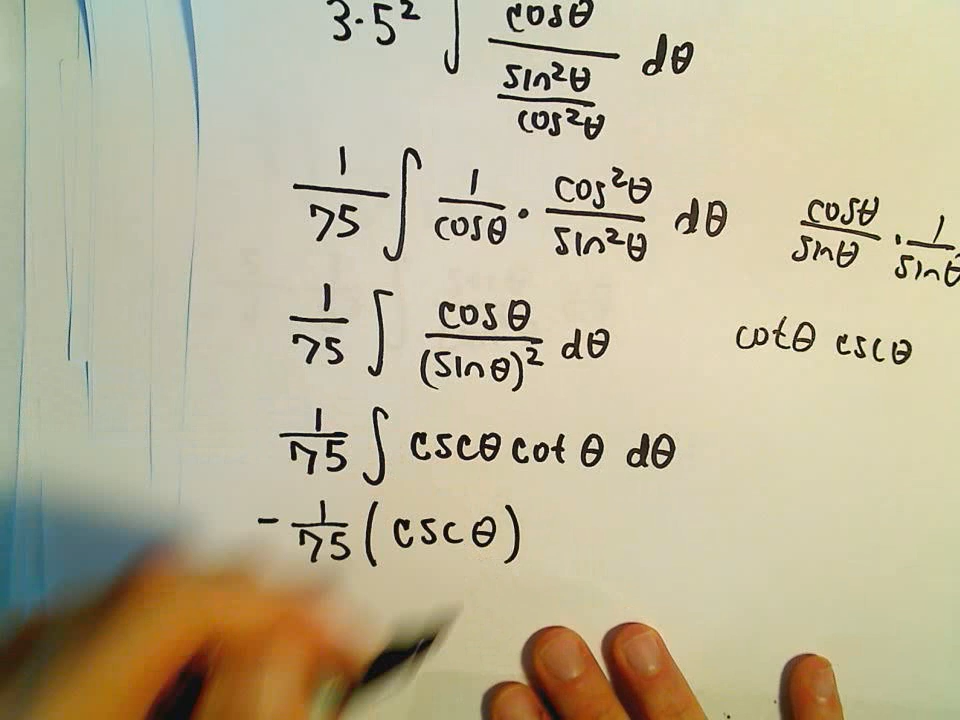 3·5² ∫ cosθ / (sin²θ / cos²θ) dθ
1/75 ∫ 1/cosθ · cos²θ/sin²θ dθ
cosθ/sinθ · 1/sinθ
1/75 ∫ cosθ/(sinθ)² dθ
cotθ cscθ
1/75 ∫ cscθ cotθ dθ
-1/75 (cscθ)